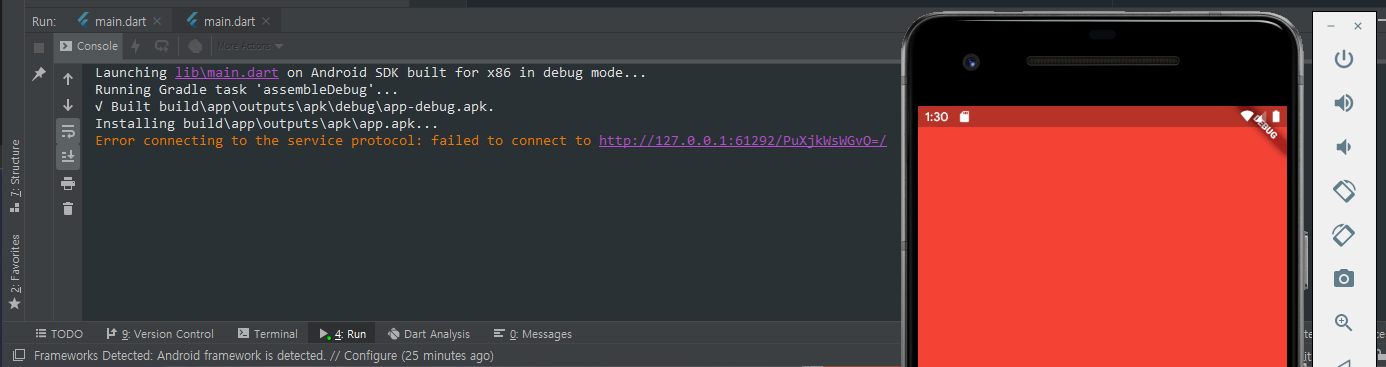 Run: main.dart × main.dart ×
Console More Actions
Launching lib\main.dart on Android SDK built for x86 in debug mode...
Running Gradle task 'assembleDebug'...
√ Built build\app\outputs\apk\debug\app-debug.apk.
Installing build\app\outputs\apk\app.apk...
Error connecting to the service protocol: failed to connect to http://127.0.0.1:61292/PuXjkWsWGvQ=/
7: Structure
2: Favorites
1:30
DEBUG
TODO 9: Version Control Terminal 4: Run Dart Analysis 0: Messages
Frameworks Detected: Android framework is detected. // Configure (25 minutes ago)